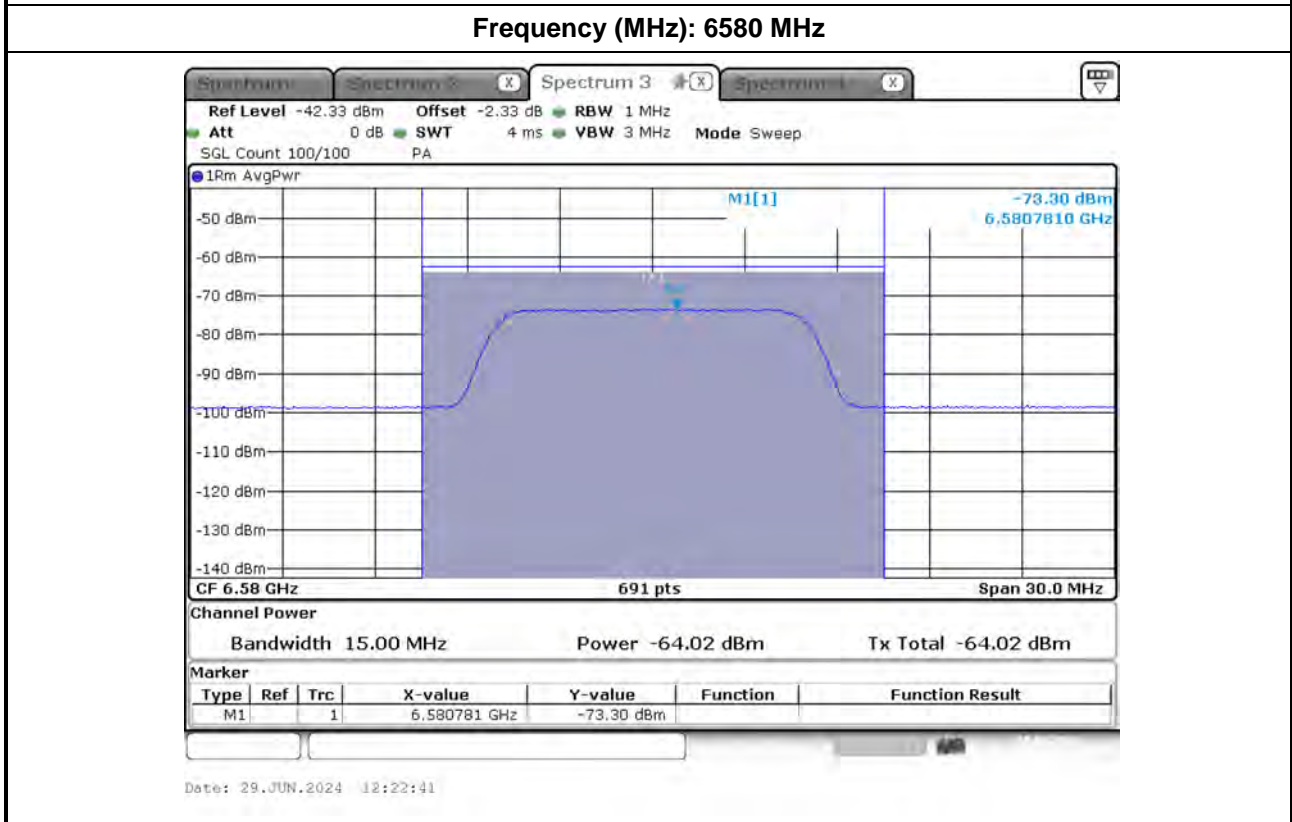 Frequency (MHz): 6580 MHz
Spectrum 3
Ref Level -42.33 dBm Offset -2.33 dB RBW 1 MHz
Att 0 dB SWT 4 ms VBW 3 MHz Mode Sweep
SGL Count 100/100 PA
1Rm AvgPwr
M1[1] -73.30 dBm
6.5807810 GHz
-50 dBm
-60 dBm
-70 dBm
-80 dBm
-90 dBm
-100 dBm
-110 dBm
-120 dBm
-130 dBm
-140 dBm
CF 6.58 GHz 691 pts Span 30.0 MHz
Channel Power
Bandwidth 15.00 MHz Power -64.02 dBm Tx Total -64.02 dBm
Marker
Type Ref Trc X-value Y-value Function Function Result
M1 1 6.580781 GHz -73.30 dBm
Date: 29.JUN.2024 12:22:41